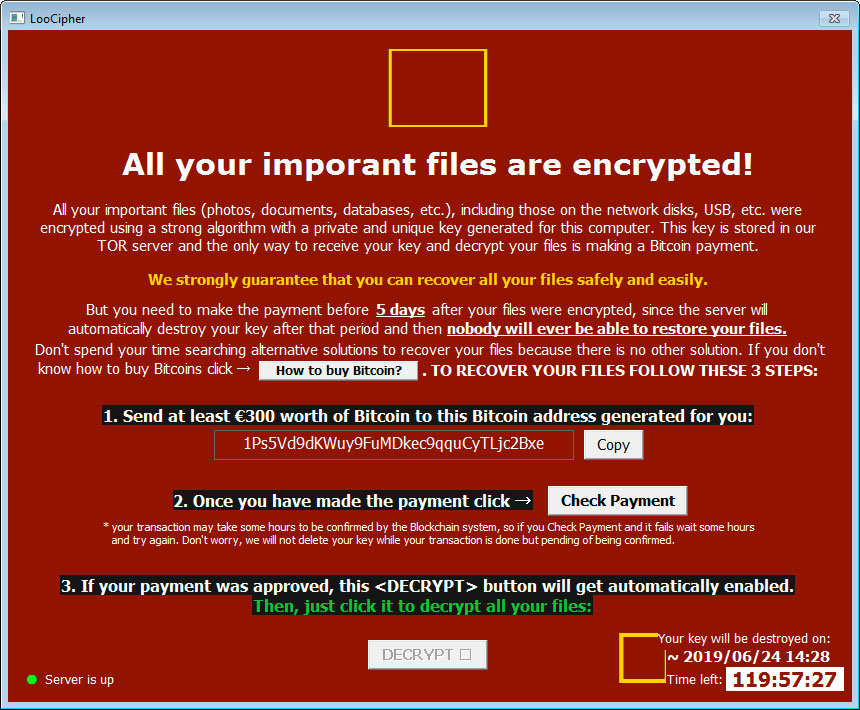 LooCipher
All your imporant files are encrypted!
All your important files (photos, documents, databases, etc.), including those on the network disks, USB, etc. were
encrypted using a strong algorithm with a private and unique key generated for this computer. This key is stored in our
TOR server and the only way to receive your key and decrypt your files is making a Bitcoin payment.
We strongly guarantee that you can recover all your files safely and easily.
But you need to make the payment before 5 days after your files were encrypted, since the server will
automatically destroy your key after that period and then nobody will ever be able to restore your files.
Don't spend your time searching alternative solutions to recover your files because there is no other solution. If you don't
know how to buy Bitcoins click → How to buy Bitcoin? . TO RECOVER YOUR FILES FOLLOW THESE 3 STEPS:
1. Send at least €300 worth of Bitcoin to this Bitcoin address generated for you:
1Ps5Vd9dKWuy9FuMDkec9qquCyTLjc2Bxe Copy
2. Once you have made the payment click → Check Payment
* your transaction may take some hours to be confirmed by the Blockchain system, so if you Check Payment and it fails wait some hours
and try again. Don't worry, we will not delete your key while your transaction is done but pending of being confirmed.
3. If your payment was approved, this <DECRYPT> button will get automatically enabled.
Then, just click it to decrypt all your files:
DECRYPT □
Your key will be destroyed on:
~ 2019/06/24 14:28
Time left: 119:57:27
Server is up